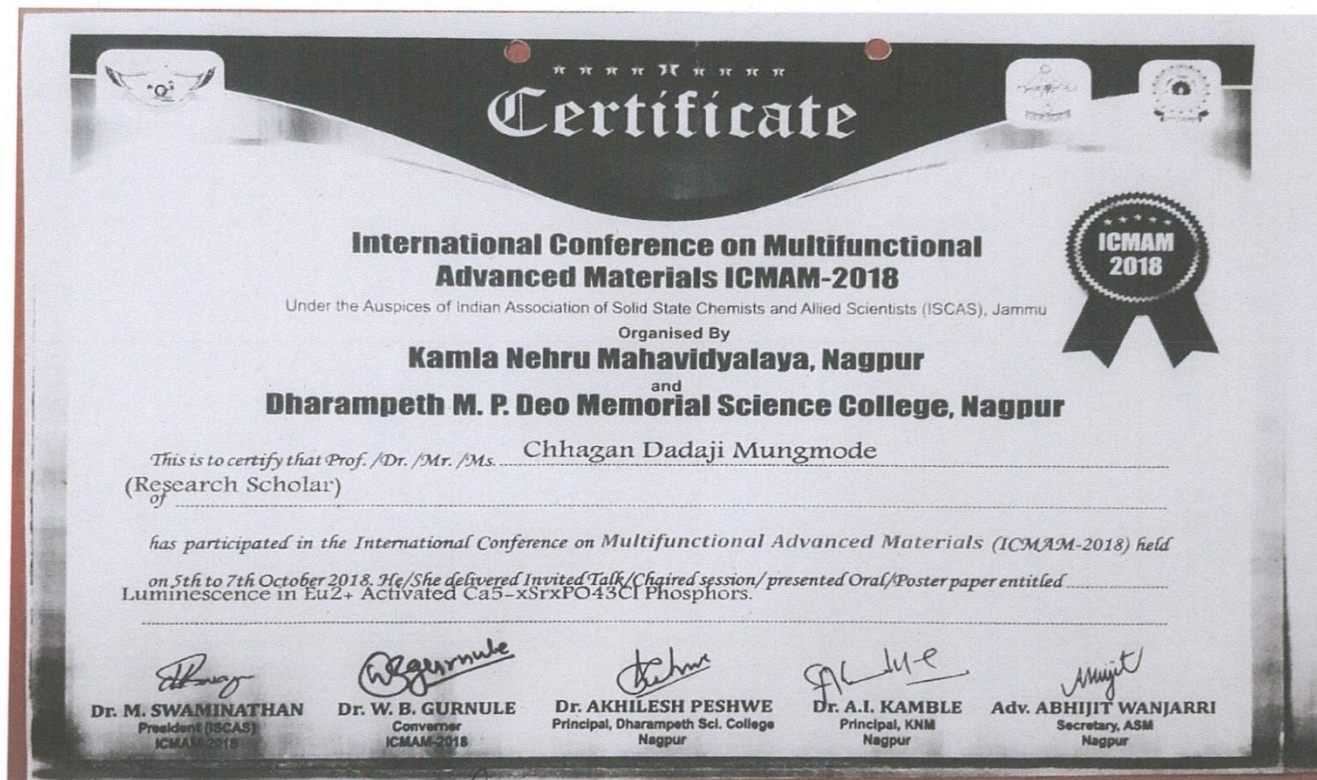 Certificate
International Conference on Multifunctional
Advanced Materials ICMAM-2018
ICMAM
2018
Under the Auspices of Indian Association of Solid State Chemists and Allied Scientists (ISCAS), Jammu
Organised By
Kamla Nehru Mahavidyalaya, Nagpur
and
Dharampeth M. P. Deo Memorial Science College, Nagpur
This is to certify that Prof. /Dr. /Mr. /Ms. Chhagan Dadaji Mungmode
(Research Scholar)
of
has participated in the International Conference on Multifunctional Advanced Materials (ICMAM-2018) held
on 5th to 7th October 2018. He/She delivered Invited Talk/Chaired session/ presented Oral/Poster paper entitled
Luminescence in Eu2+ Activated Ca5-xSrxPO43Cl Phosphors.
Dr. M. SWAMINATHAN
President (ISCAS)
ICMAM-2018
Dr. W. B. GURNULE
Convener
ICMAM-2018
Dr. AKHILESH PESHWE
Principal, Dharampeth Sci. College
Nagpur
Dr. A.I. KAMBLE
Principal, KNM
Nagpur
Adv. ABHIJIT WANJARRI
Secretary, ASM
Nagpur